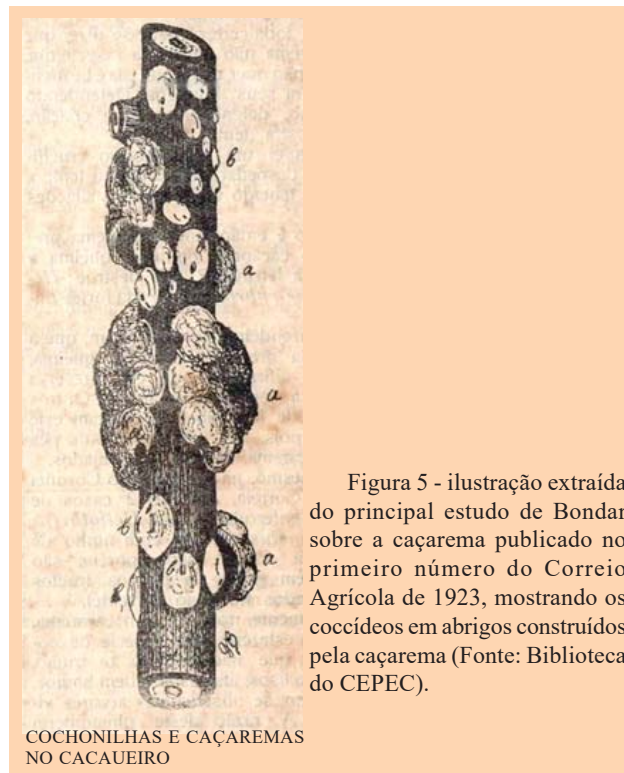 b
a
a
a
b
a
Figura 5 - ilustração extraída
do principal estudo de Bondar
sobre a caçarema publicado no
primeiro número do Correio
Agrícola de 1923, mostrando os
coccídeos em abrigos construídos
pela caçarema (Fonte: Biblioteca
do CEPEC).
COCHONILHAS E CAÇAREMAS
NO CACAUEIRO